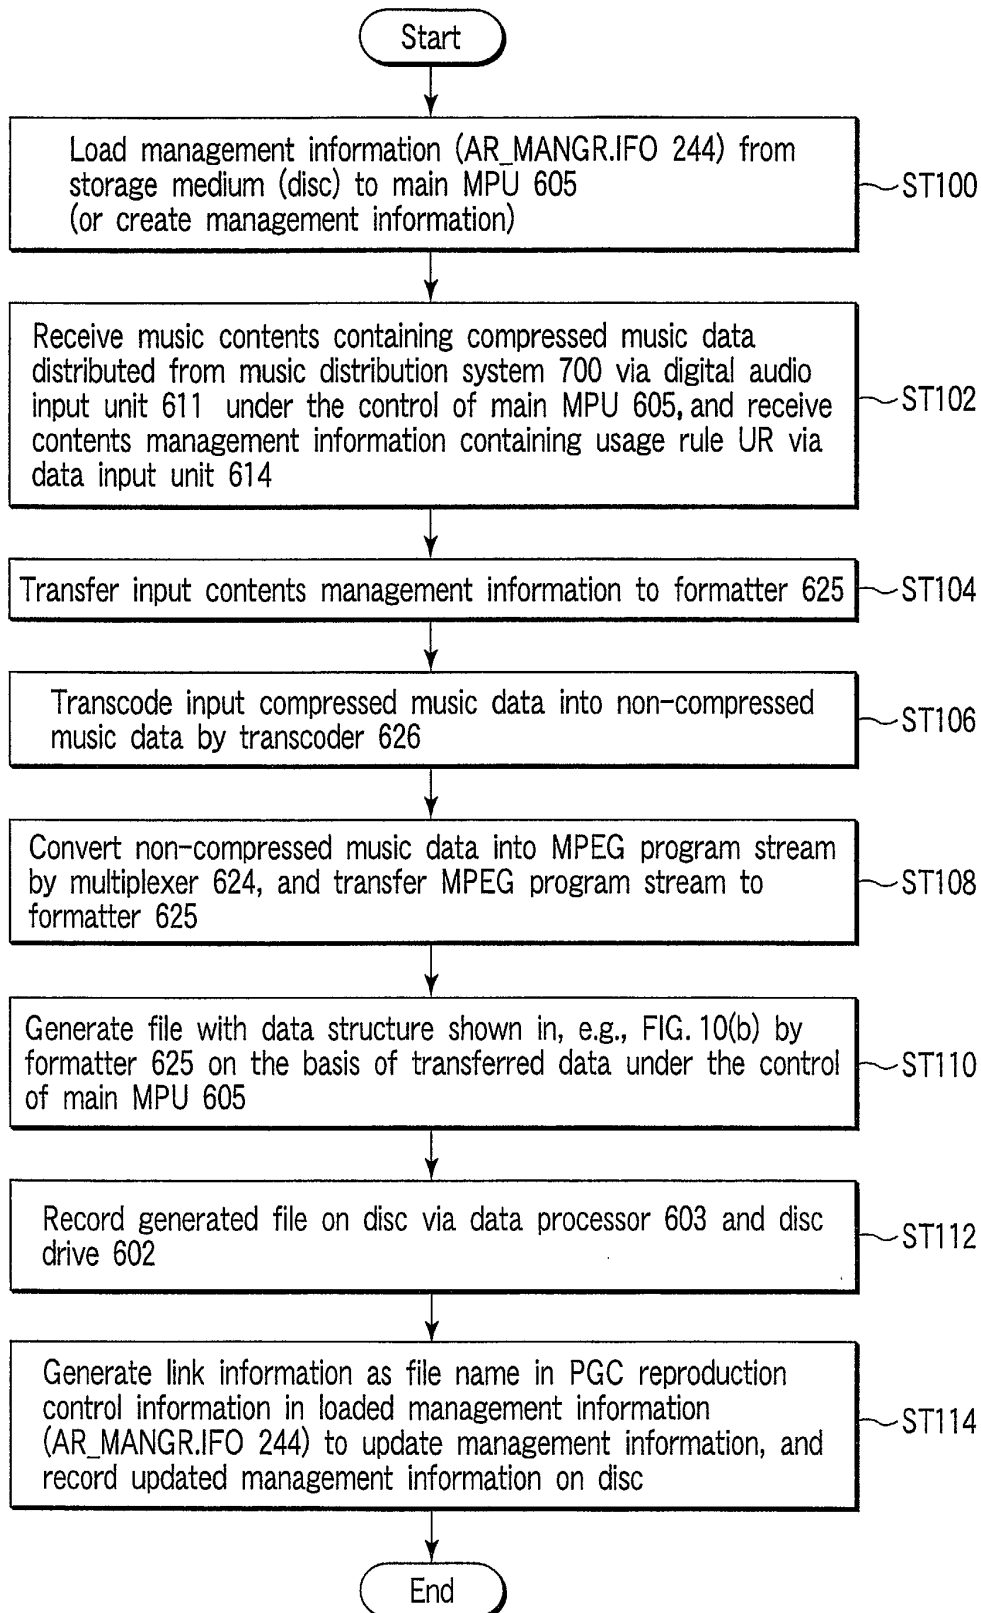 Start
Load management information (AR_MANGR.IFO 244) from
storage medium (disc) to main MPU 605
(or create management information)
ST100
Receive music contents containing compressed music data
distributed from music distribution system 700 via digital audio
input unit 611 under the control of main MPU 605, and receive
contents management information containing usage rule UR via
data input unit 614
ST102
Transfer input contents management information to formatter 625
ST104
Transcode input compressed music data into non-compressed
music data by transcoder 626
ST106
Convert non-compressed music data into MPEG program stream
by multiplexer 624, and transfer MPEG program stream to
formatter 625
ST108
Generate file with data structure shown in, e.g., FIG. 10(b) by
formatter 625 on the basis of transferred data under the control
of main MPU 605
ST110
Record generated file on disc via data processor 603 and disc
drive 602
ST112
Generate link information as file name in PGC reproduction
control information in loaded management information
(AR_MANGR.IFO 244) to update management information, and
record updated management information on disc
ST114
End